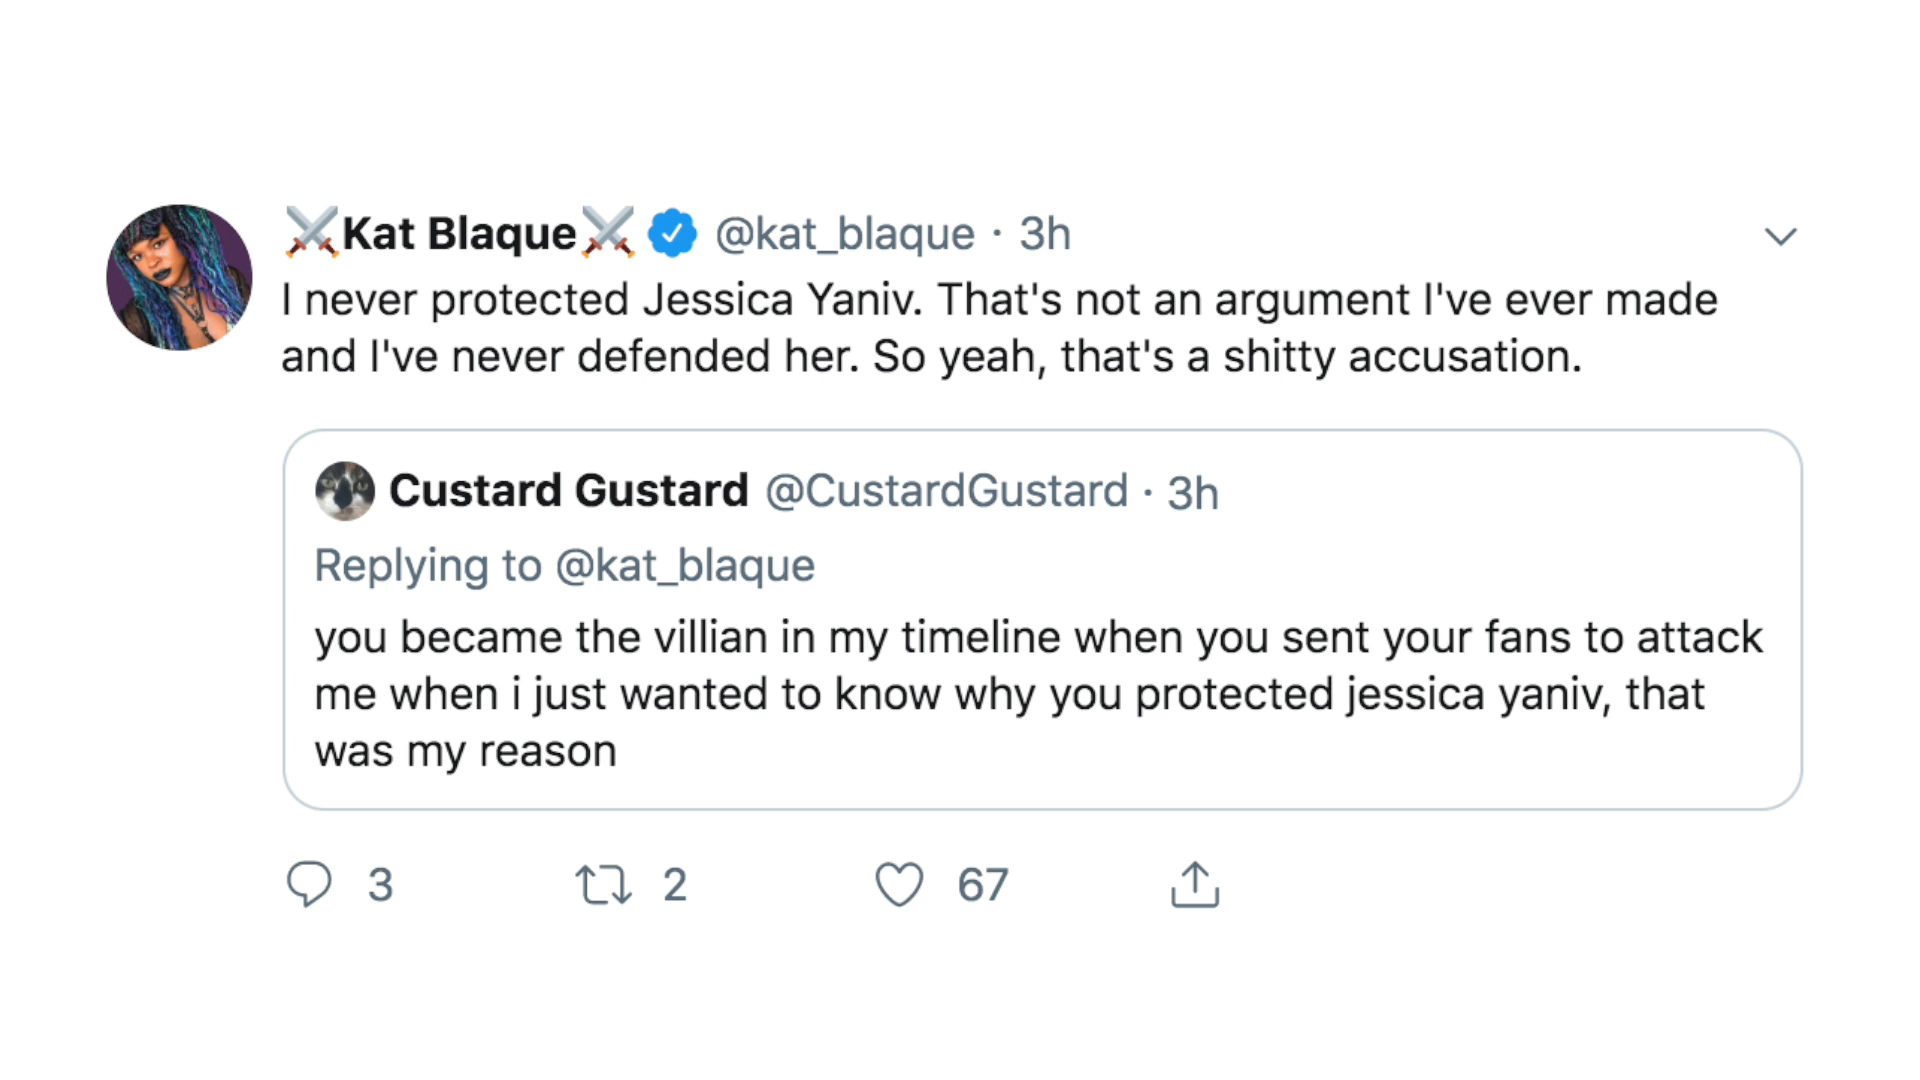 ⚔️Kat Blaque⚔️ @kat_blaque · 3h
I never protected Jessica Yaniv. That's not an argument I've ever made
and I've never defended her. So yeah, that's a shitty accusation.
Custard Gustard @CustardGustard · 3h
Replying to @kat_blaque
you became the villian in my timeline when you sent your fans to attack
me when i just wanted to know why you protected jessica yaniv, that
was my reason
3 2 67